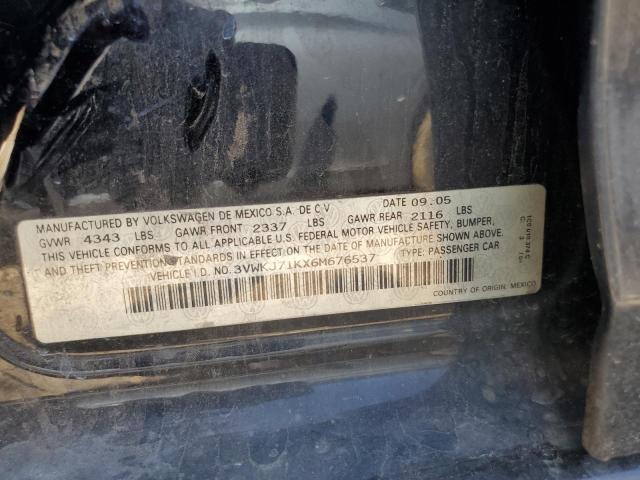 MANUFACTURED BY VOLKSWAGEN DE MEXICO S.A. DE C V DATE 09.05
GVWR 4343 LBS GAWR FRONT 2337 LBS GAWR REAR 2116 LBS
THIS VEHICLE CONFORMS TO ALL APPLICABLE U.S. FEDERAL MOTOR VEHICLE SAFETY, BUMPER,
AND THEFT PREVENTION STANDARDS IN EFFECT ON THE DATE OF MANUFACTURE SHOWN ABOVE.
VEHICLE I.D. NO. 3VWKJ71KX6M676537 TYPE: PASSENGER CAR
COUNTRY OF ORIGIN, MEXICO